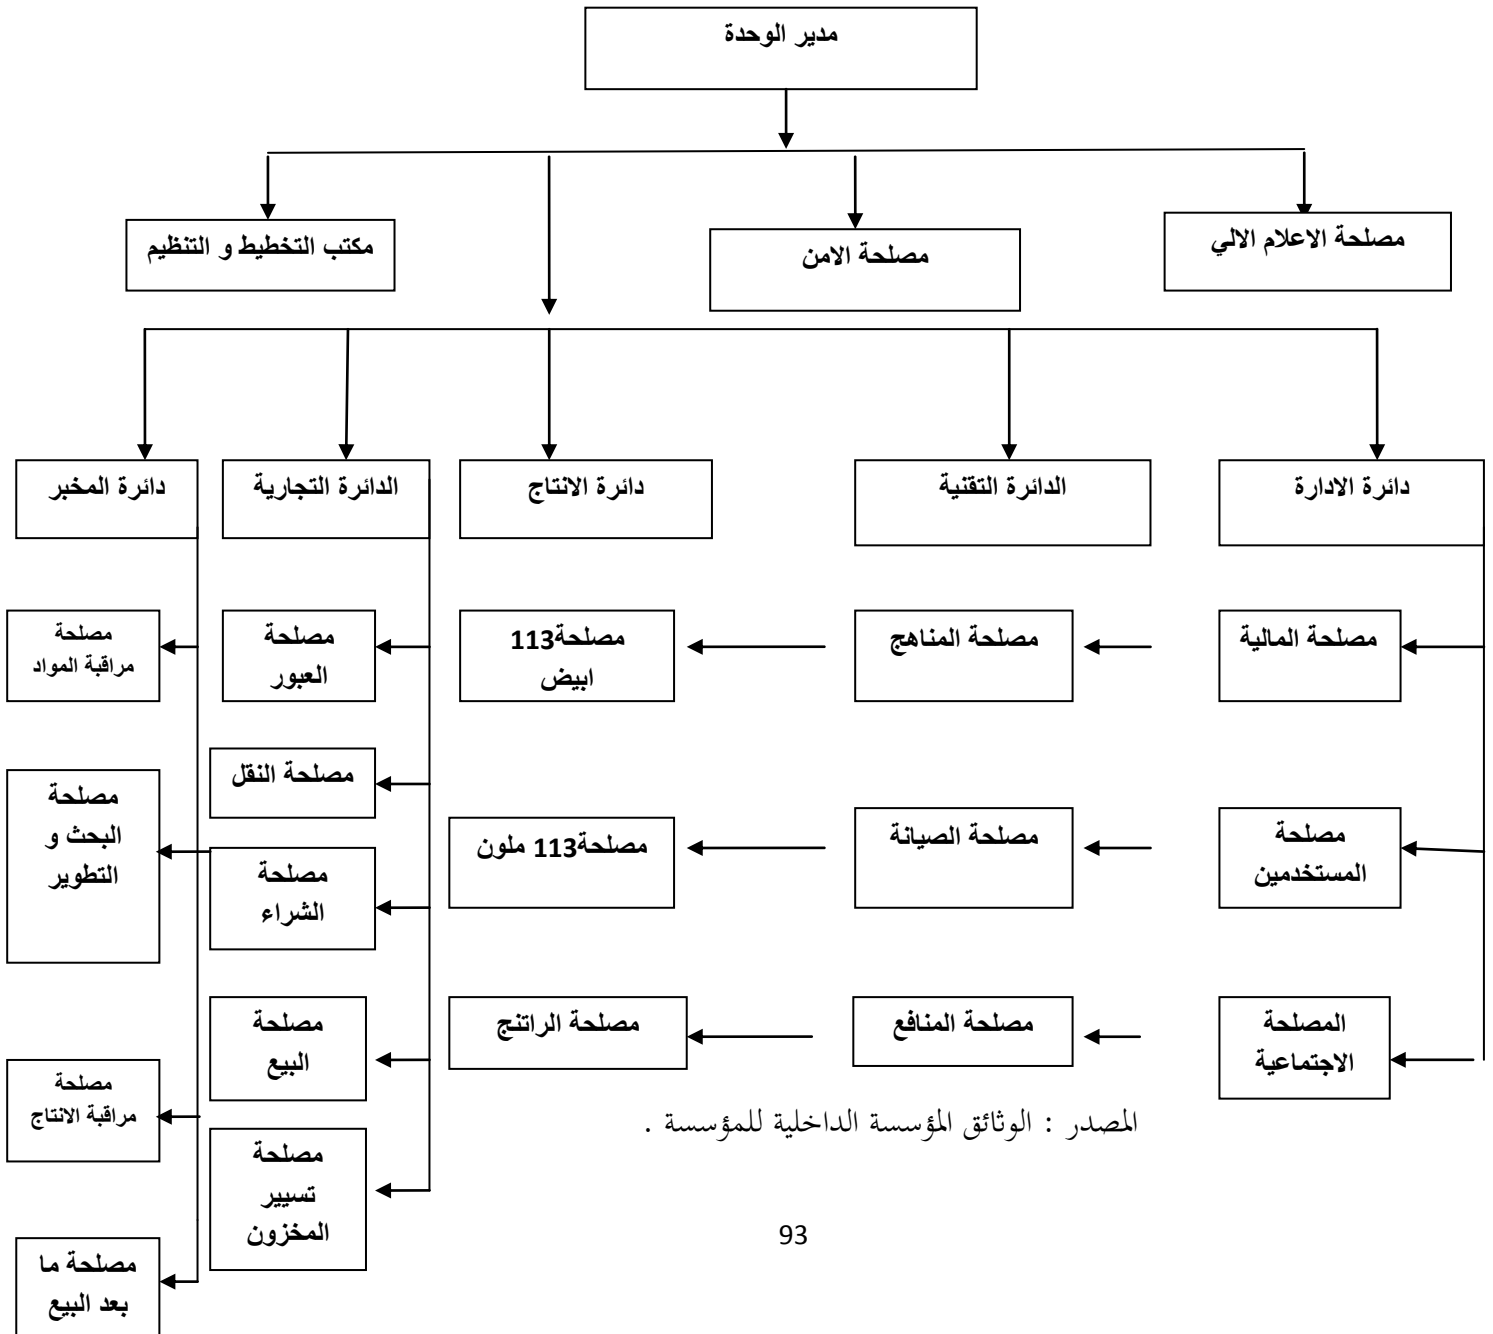 مدير الوحدة
مصلحة الاعلام الالي
مصلحة الامن
مكتب التخطيط و التنظيم
دائرة الادارة
الدائرة التقنية
دائرة الانتاج
الدائرة التجارية
دائرة المخبر
مصلحة المالية
مصلحة المناهج
مصلحة113
ابيض
مصلحة
العبور
مصلحة
مراقبة المواد
مصلحة
المستخدمين
مصلحة الصيانة
مصلحة113 ملون
مصلحة النقل
مصلحة
الشراء
مصلحة
البحث و
التطوير
المصلحة
الاجتماعية
مصلحة المنافع
مصلحة الراتنج
مصلحة
البيع
مصلحة
مراقبة الانتاج
مصلحة
تسيير
المخزون
مصلحة ما
بعد البيع
المصدر : الوثائق المؤسسة الداخلية للمؤسسة .
93